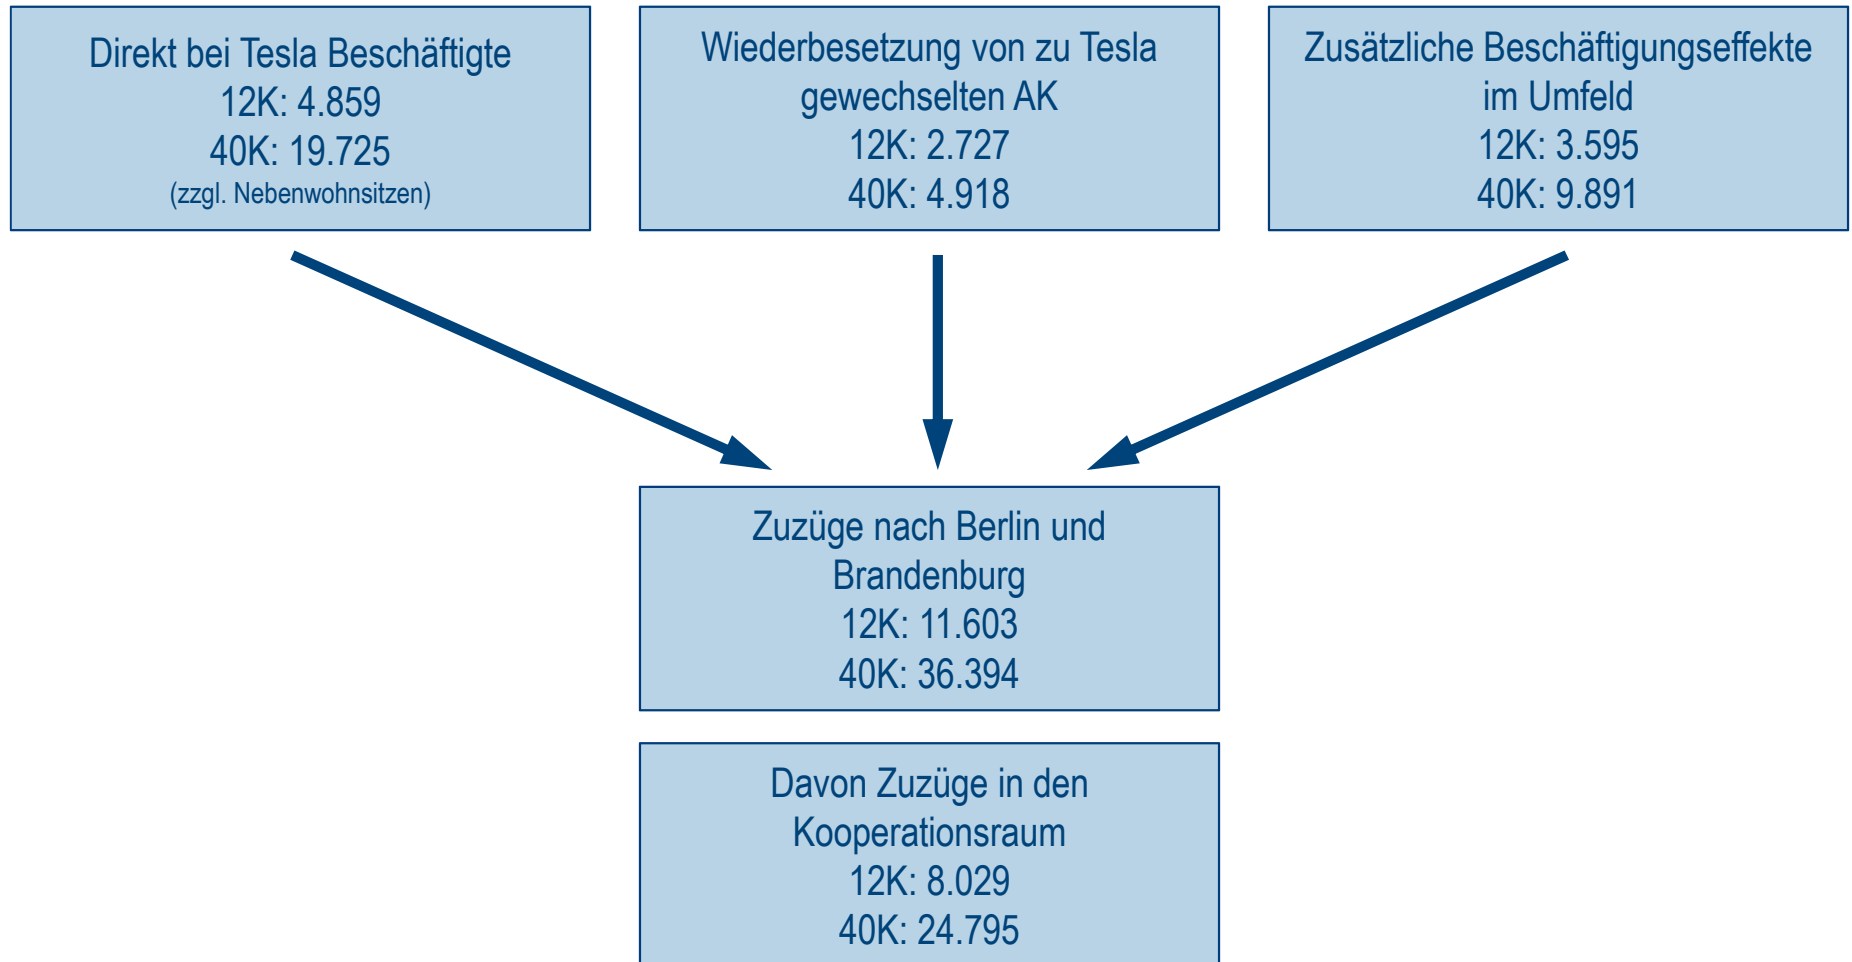 Direkt bei Tesla Beschäftigte
12K: 4.859
40K: 19.725
(zzgl. Nebenwohnsitzen)
Wiederbesetzung von zu Tesla
gewechselten AK
12K: 2.727
40K: 4.918
Zusätzliche Beschäftigungseffekte
im Umfeld
12K: 3.595
40K: 9.891
Zuzüge nach Berlin und
Brandenburg
12K: 11.603
40K: 36.394
Davon Zuzüge in den
Kooperationsraum
12K: 8.029
40K: 24.795